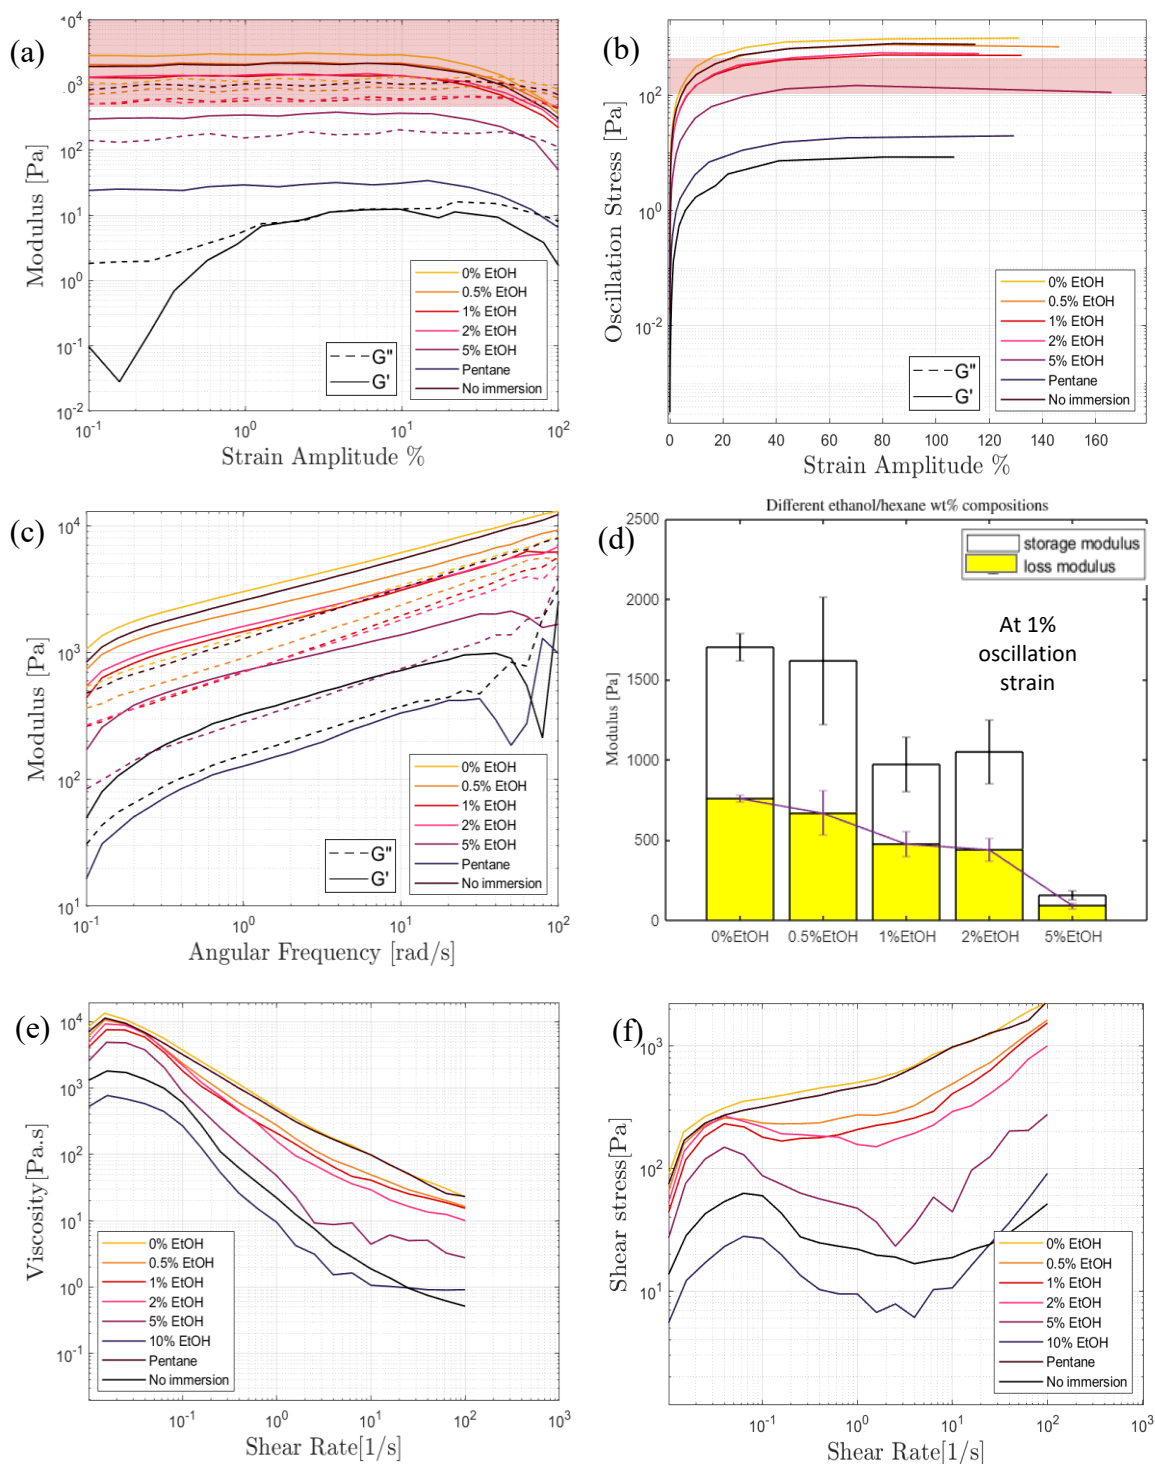 (a)
10^4
10^3
10^2
10^1
10^0
10^-1
10^-2
Modulus [Pa]
G"
G'
0% EtOH
0.5% EtOH
1% EtOH
2% EtOH
5% EtOH
Pentane
No immersion
10^-1
10^0
10^1
10^2
Strain Amplitude %
(b)
10^2
10^0
10^-2
Oscillation Stress [Pa]
G"
G'
0% EtOH
0.5% EtOH
1% EtOH
2% EtOH
5% EtOH
Pentane
No immersion
0 20 40 60 80 100 120 140 160
Strain Amplitude %
(c)
10^4
10^3
10^2
10^1
Modulus [Pa]
G"
G'
0% EtOH
0.5% EtOH
1% EtOH
2% EtOH
5% EtOH
Pentane
No immersion
10^-1
10^0
10^1
10^2
Angular Frequency [rad/s]
Different ethanol/hexane wt% compositions
(d)
2500
2000
1500
1000
500
0
Modulus [Pa]
storage modulus
loss modulus
At 1%
oscillation
strain
0%EtOH 0.5%EtOH 1%EtOH 2%EtOH 5%EtOH
(e)
10^4
10^3
10^2
10^1
10^0
10^-1
Viscosity[Pa.s]
0% EtOH
0.5% EtOH
1% EtOH
2% EtOH
5% EtOH
10% EtOH
Pentane
No immersion
10^-1
10^0
10^1
10^2
10^3
Shear Rate[1/s]
(f)
10^3
10^2
10^1
Shear stress[Pa]
0% EtOH
0.5% EtOH
1% EtOH
2% EtOH
5% EtOH
10% EtOH
Pentane
No immersion
10^-1
10^0
10^1
10^2
10^3
Shear Rate[1/s]